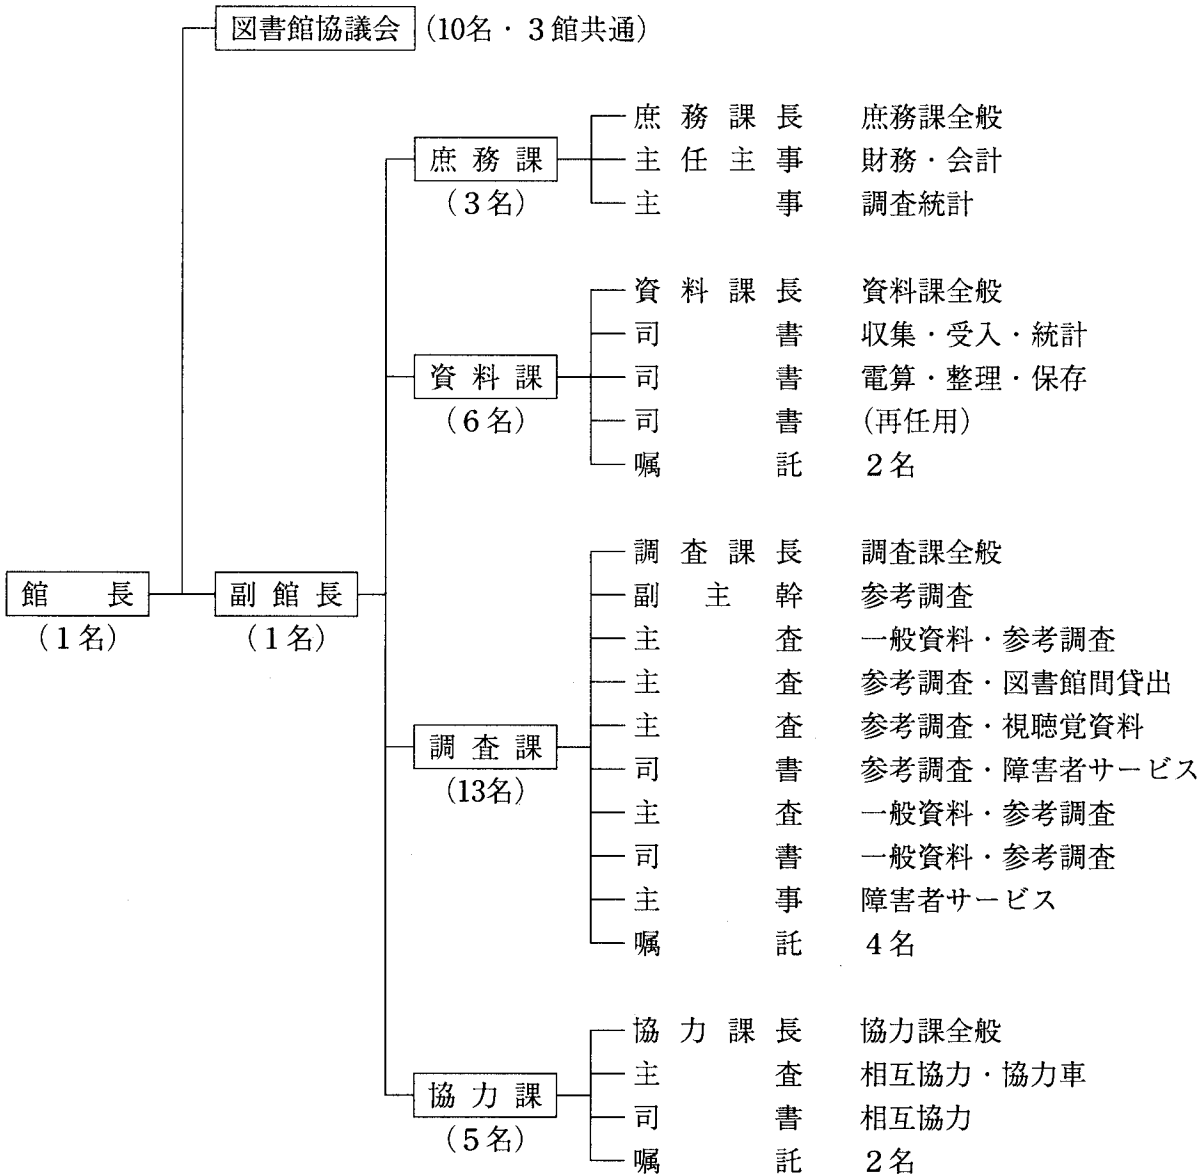 図書館協議会 (10名・3館共通)
庶務課
(3名)
庶務課長 庶務課全般
主任主事 財務・会計
主事 調査統計
資料課
(6名)
資料課長 資料課全般
司書 収集・受入・統計
司書 電算・整理・保存
司書 (再任用)
嘱託 2名
館長
(1名)
副館長
(1名)
調査課
(13名)
調査課長 調査課全般
副主幹 参考調査
主査 一般資料・参考調査
主査 参考調査・図書館間貸出
主査 参考調査・視聴覚資料
司書 参考調査・障害者サービス
主査 一般資料・参考調査
司書 一般資料・参考調査
主事 障害者サービス
嘱託 4名
協力課
(5名)
協力課長 協力課全般
主査 相互協力・協力車
司書 相互協力
嘱託 2名